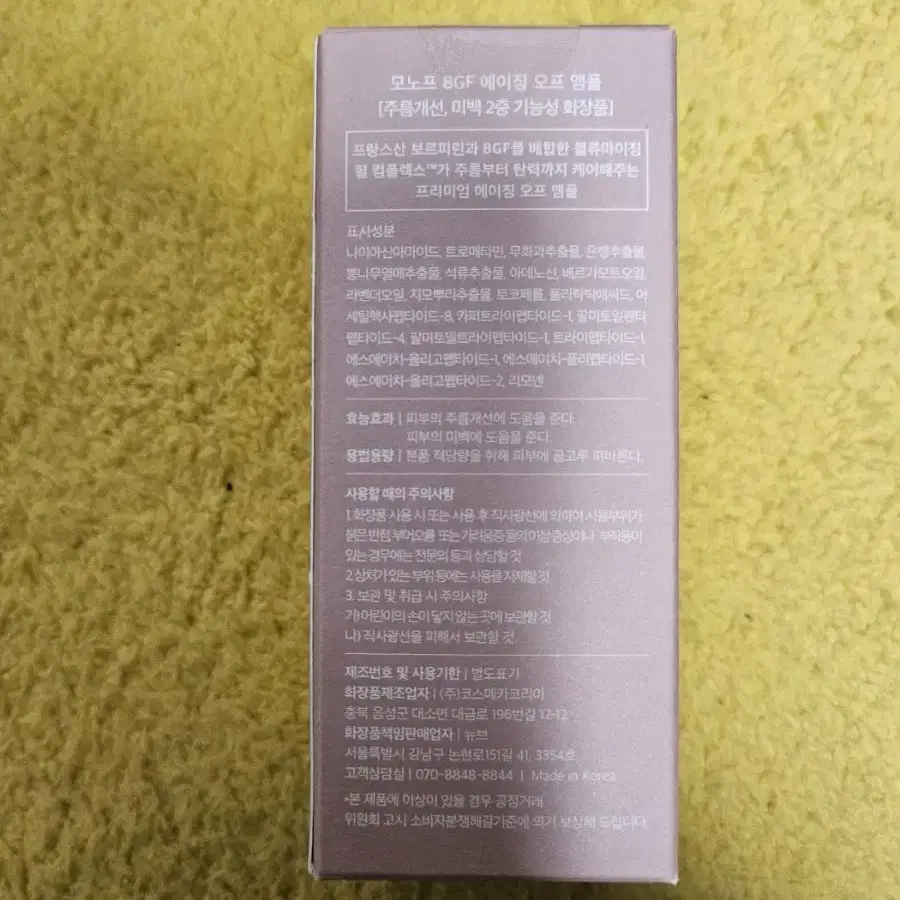 모노프 8GF 에이징 오프 앰플
[주름개선, 미백 2중 기능성 화장품]
프랑스산 보르피린과 8GF를 배합한 볼류마이징
필 컴플렉스™가 주름부터 탄력까지 케어해주는
프리미엄 에이징 오프 앰플
표시성분
나이아신아마이드, 트로메타민, 무화과추출물, 은행추출물,
뽕나무열매추출물, 석류추출물, 아데노신, 베르가모트오일,
라벤더오일, 지모뿌리추출물, 토코페롤, 폴리락틱애씨드, 아
세틸헥사펩타이드-8, 카퍼트라이펩타이드-1, 팔미토일펜타
펩타이드-4, 팔미토일트라이펩타이드-1, 트라이펩타이드-1,
에스에이치-올리고펩타이드-1, 에스에이치-폴리펩타이드-1,
에스에이치-올리고펩타이드-2, 리모넨
효능효과 | 피부의 주름개선에 도움을 준다.
피부의 미백에 도움을 준다.
용법용량 | 본품 적당량을 취해 피부에 골고루 펴바른다.
사용할 때의 주의사항
1. 화장품 사용 시 또는 사용 후 직사광선에 의하여 사용부위가
붉은 반점, 부어오름 또는 가려움증 등의 이상 증상이나 부작용이
있는 경우에는 전문의 등과 상담할 것
2. 상처가 있는 부위 등에는 사용을 자제할 것
3. 보관 및 취급 시 주의사항
가) 어린이의 손이 닿지 않는 곳에 보관할 것
나) 직사광선을 피해서 보관할 것
제조번호 및 사용기한 | 별도표기
화장품제조업자 | (주)코스메카코리아
충북 음성군 대소면 대금로 196번길 17-12
화장품책임판매업자 | 뉴브
서울특별시 강남구 논현로151길 41, 3354호
고객상담실 | 070-8848-8844 | Made in Korea
*본 제품에 이상이 있을 경우 공정거래
위원회 고시 소비자분쟁해결기준에 의거 보상해 드립니다.